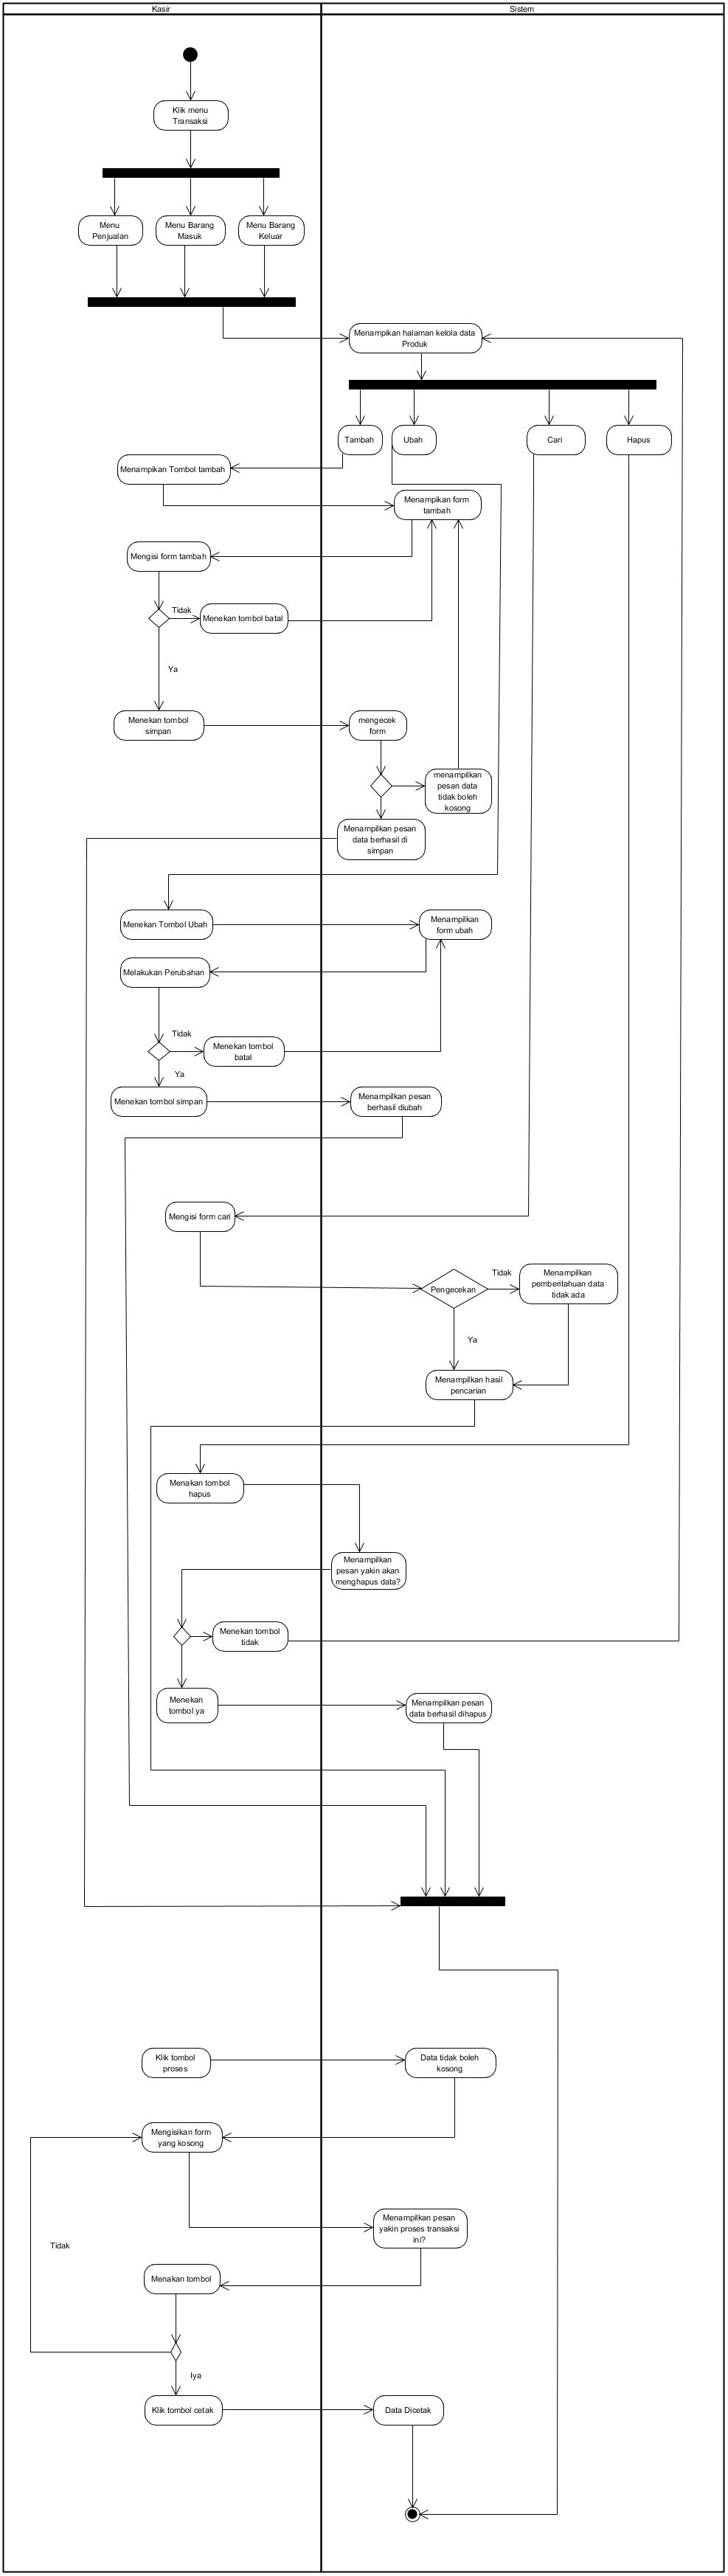 Kasir
Sistem
Klik menu
Transaksi
Menu
Penjualan
Menu Barang
Masuk
Menu Barang
Keluar
Menampikan halaman kelola data
Produk
Tambah
Ubah
Cari
Hapus
Menampikan Tombol tambah
Menampikan form
tambah
Mengisi form tambah
Tidak
Menekan tombol batal
Ya
Menekan tombol
simpan
mengecek
form
menampilkan
pesan data
tidak boleh
kosong
Menampilkan pesan
data berhasil di
simpan
Menekan Tombol Ubah
Menampilkan
form ubah
Melakukan Perubahan
Tidak
Menekan tombol
batal
Ya
Menekan tombol simpan
Menampilkan pesan
berhasil diubah
Mengisi form cari
Pengecekan
Tidak
Menampilkan
pemberitahuan data
tidak ada
Ya
Menampilkan hasil
pencarian
Menakan tombol
hapus
Menampilkan
pesan yakin akan
menghapus data?
Menekan tombol
tidak
Menekan
tombol ya
Menampilkan pesan
data berhasil dihapus
Klik tombol
proses
Data tidak boleh
kosong
Mengisikan form
yang kosong
Menampilkan pesan
yakin proses transaksi
ini?
Tidak
Menakan tombol
Iya
Klik tombol cetak
Data Dicetak